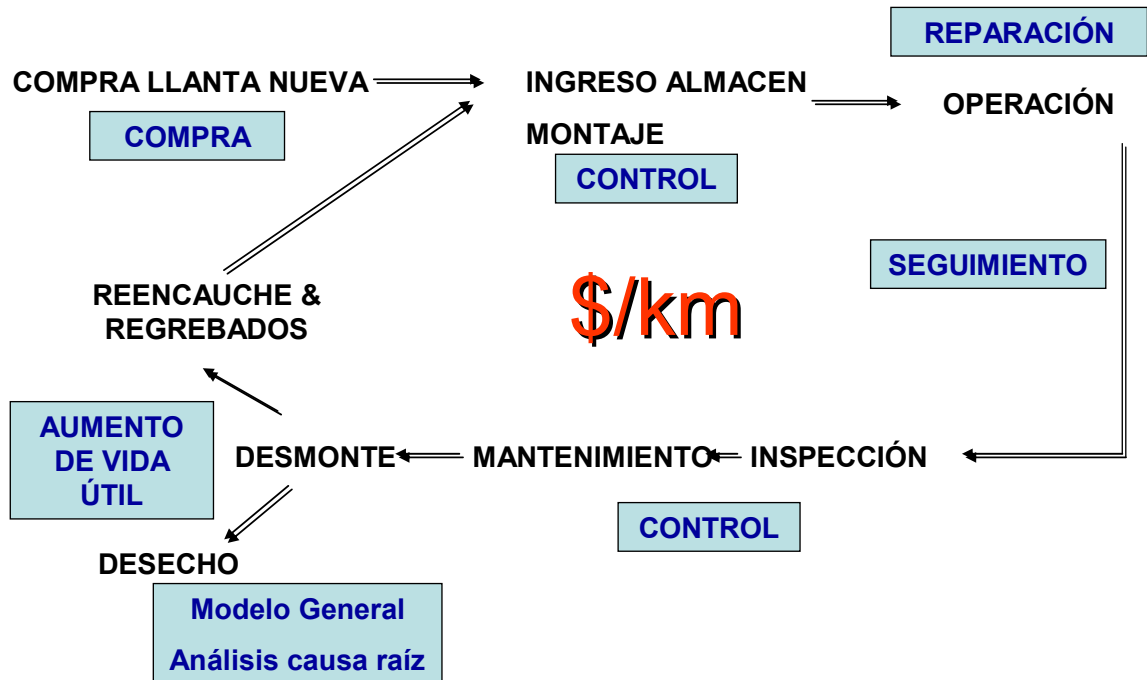 REPARACIÓN
COMPRA LLANTA NUEVA
INGRESO ALMACEN
OPERACIÓN
COMPRA
MONTAJE
CONTROL
SEGUIMIENTO
REENCAUCHE &
REGREBADOS
$/km
AUMENTO
DE VIDA
ÚTIL
DESMONTE
MANTENIMIENTO
INSPECCIÓN
CONTROL
DESECHO
Modelo General
Análisis causa raíz